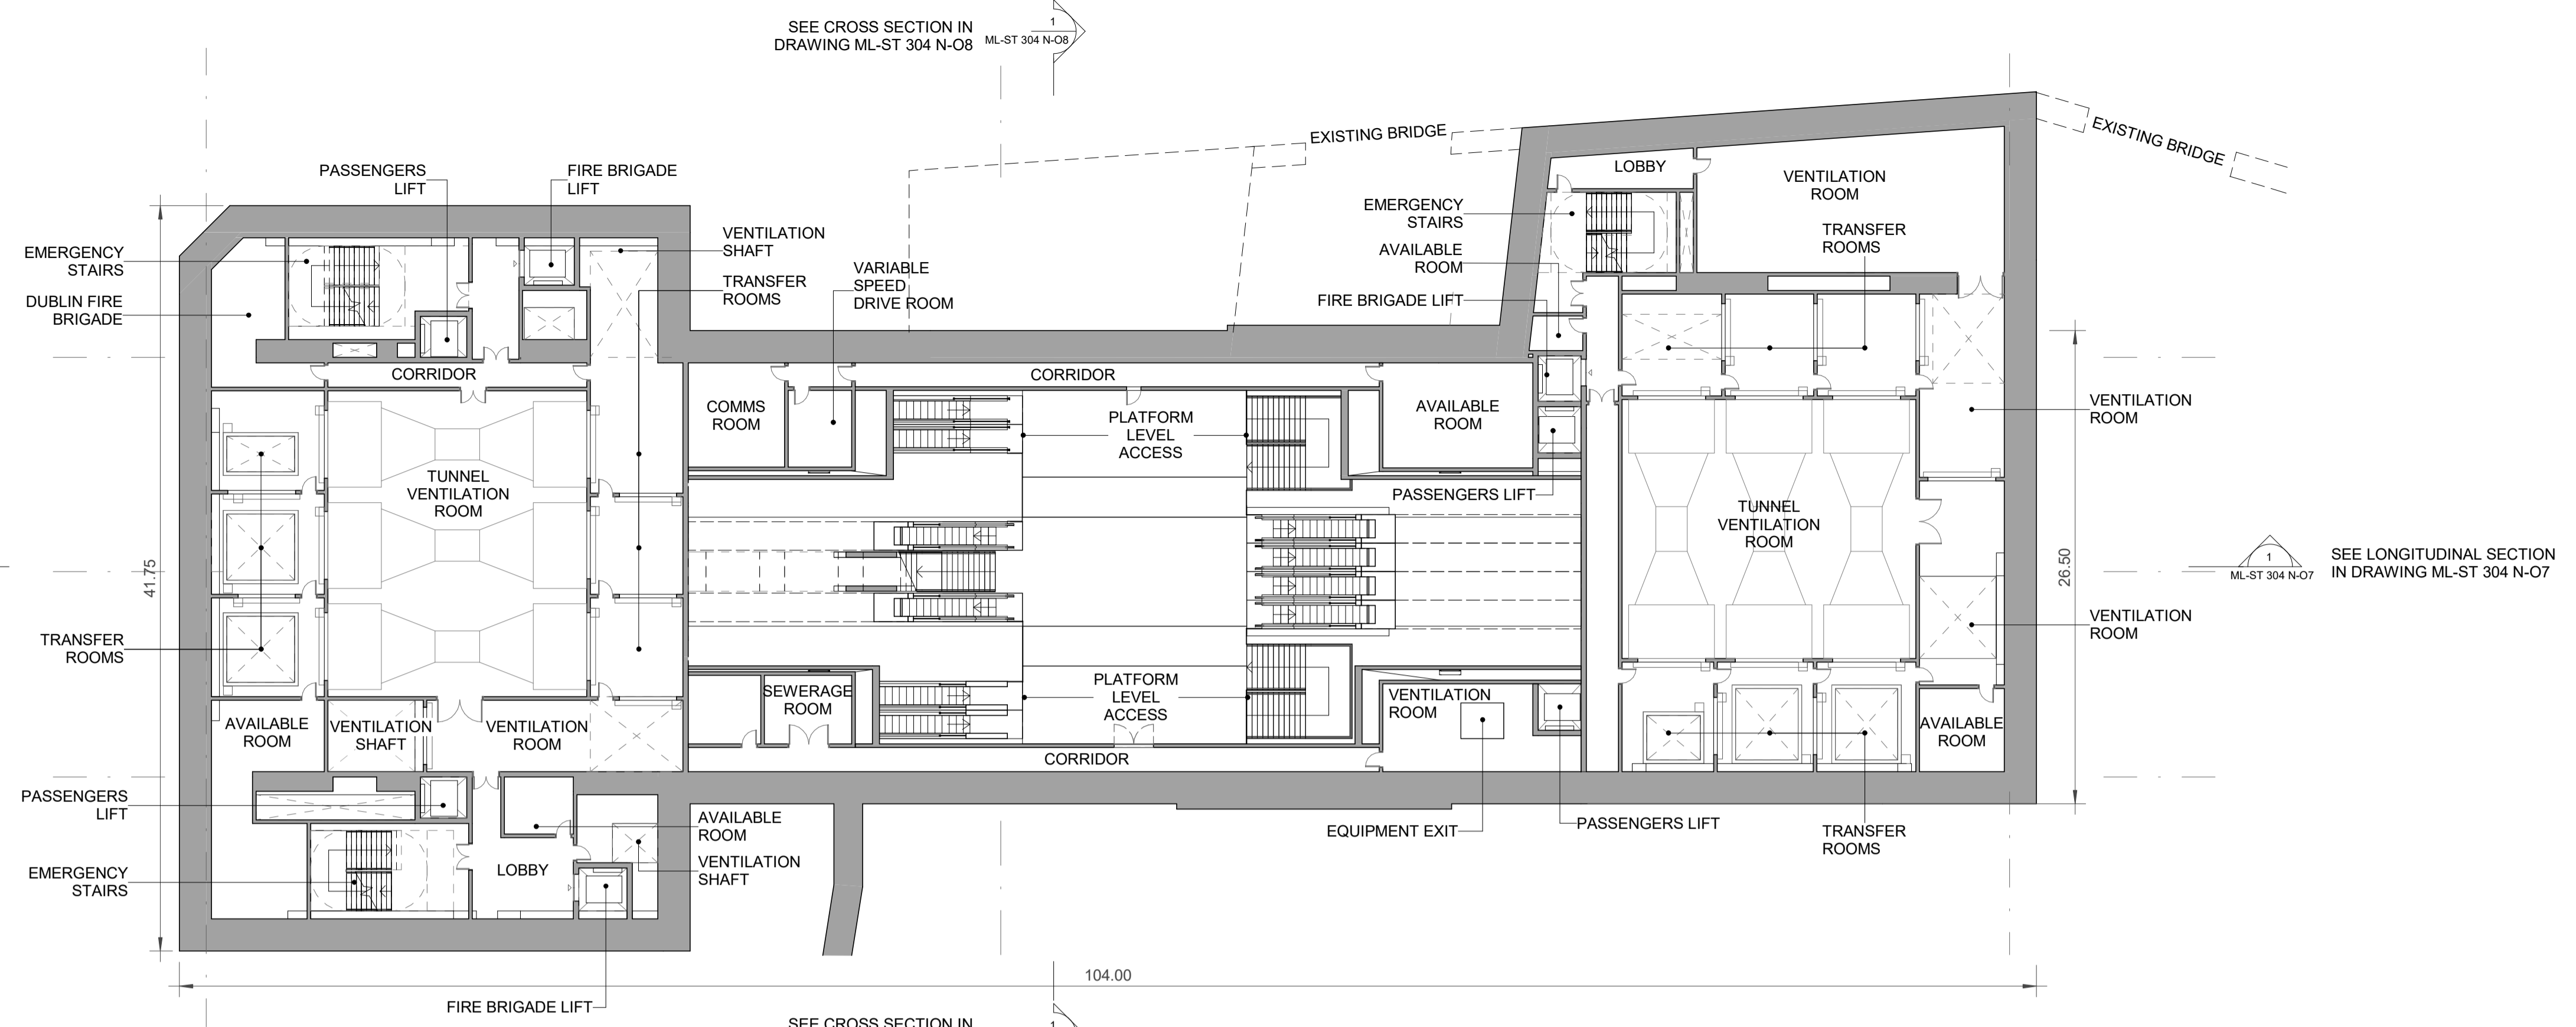 SEE CROSS SECTION IN
DRAWING ML-ST 304 N-O8
1
ML-ST 304 N-O8
EXISTING BRIDGE
EXISTING BRIDGE
PASSENGERS
LIFT
FIRE BRIGADE
LIFT
LOBBY
VENTILATION
ROOM
EMERGENCY
STAIRS
TRANSFER
ROOMS
VENTILATION
SHAFT
EMERGENCY
STAIRS
AVAILABLE
ROOM
VARIABLE
SPEED
DRIVE ROOM
TRANSFER
ROOMS
DUBLIN FIRE
BRIGADE
FIRE BRIGADE LIFT
CORRIDOR
CORRIDOR
COMMS
ROOM
PLATFORM
LEVEL
ACCESS
AVAILABLE
ROOM
VENTILATION
ROOM
TUNNEL
VENTILATION
ROOM
PASSENGERS LIFT
TUNNEL
VENTILATION
ROOM
41.75
26.50
1
ML-ST 304 N-O7
SEE LONGITUDINAL SECTION
IN DRAWING ML-ST 304 N-O7
VENTILATION
ROOM
TRANSFER
ROOMS
SEWERAGE
ROOM
PLATFORM
LEVEL
ACCESS
VENTILATION
ROOM
AVAILABLE
ROOM
VENTILATION
SHAFT
VENTILATION
ROOM
AVAILABLE
ROOM
CORRIDOR
PASSENGERS
LIFT
AVAILABLE
ROOM
EQUIPMENT EXIT
PASSENGERS LIFT
TRANSFER
ROOMS
VENTILATION
SHAFT
LOBBY
EMERGENCY
STAIRS
104.00
FIRE BRIGADE LIFT
SEE CROSS SECTION IN
1